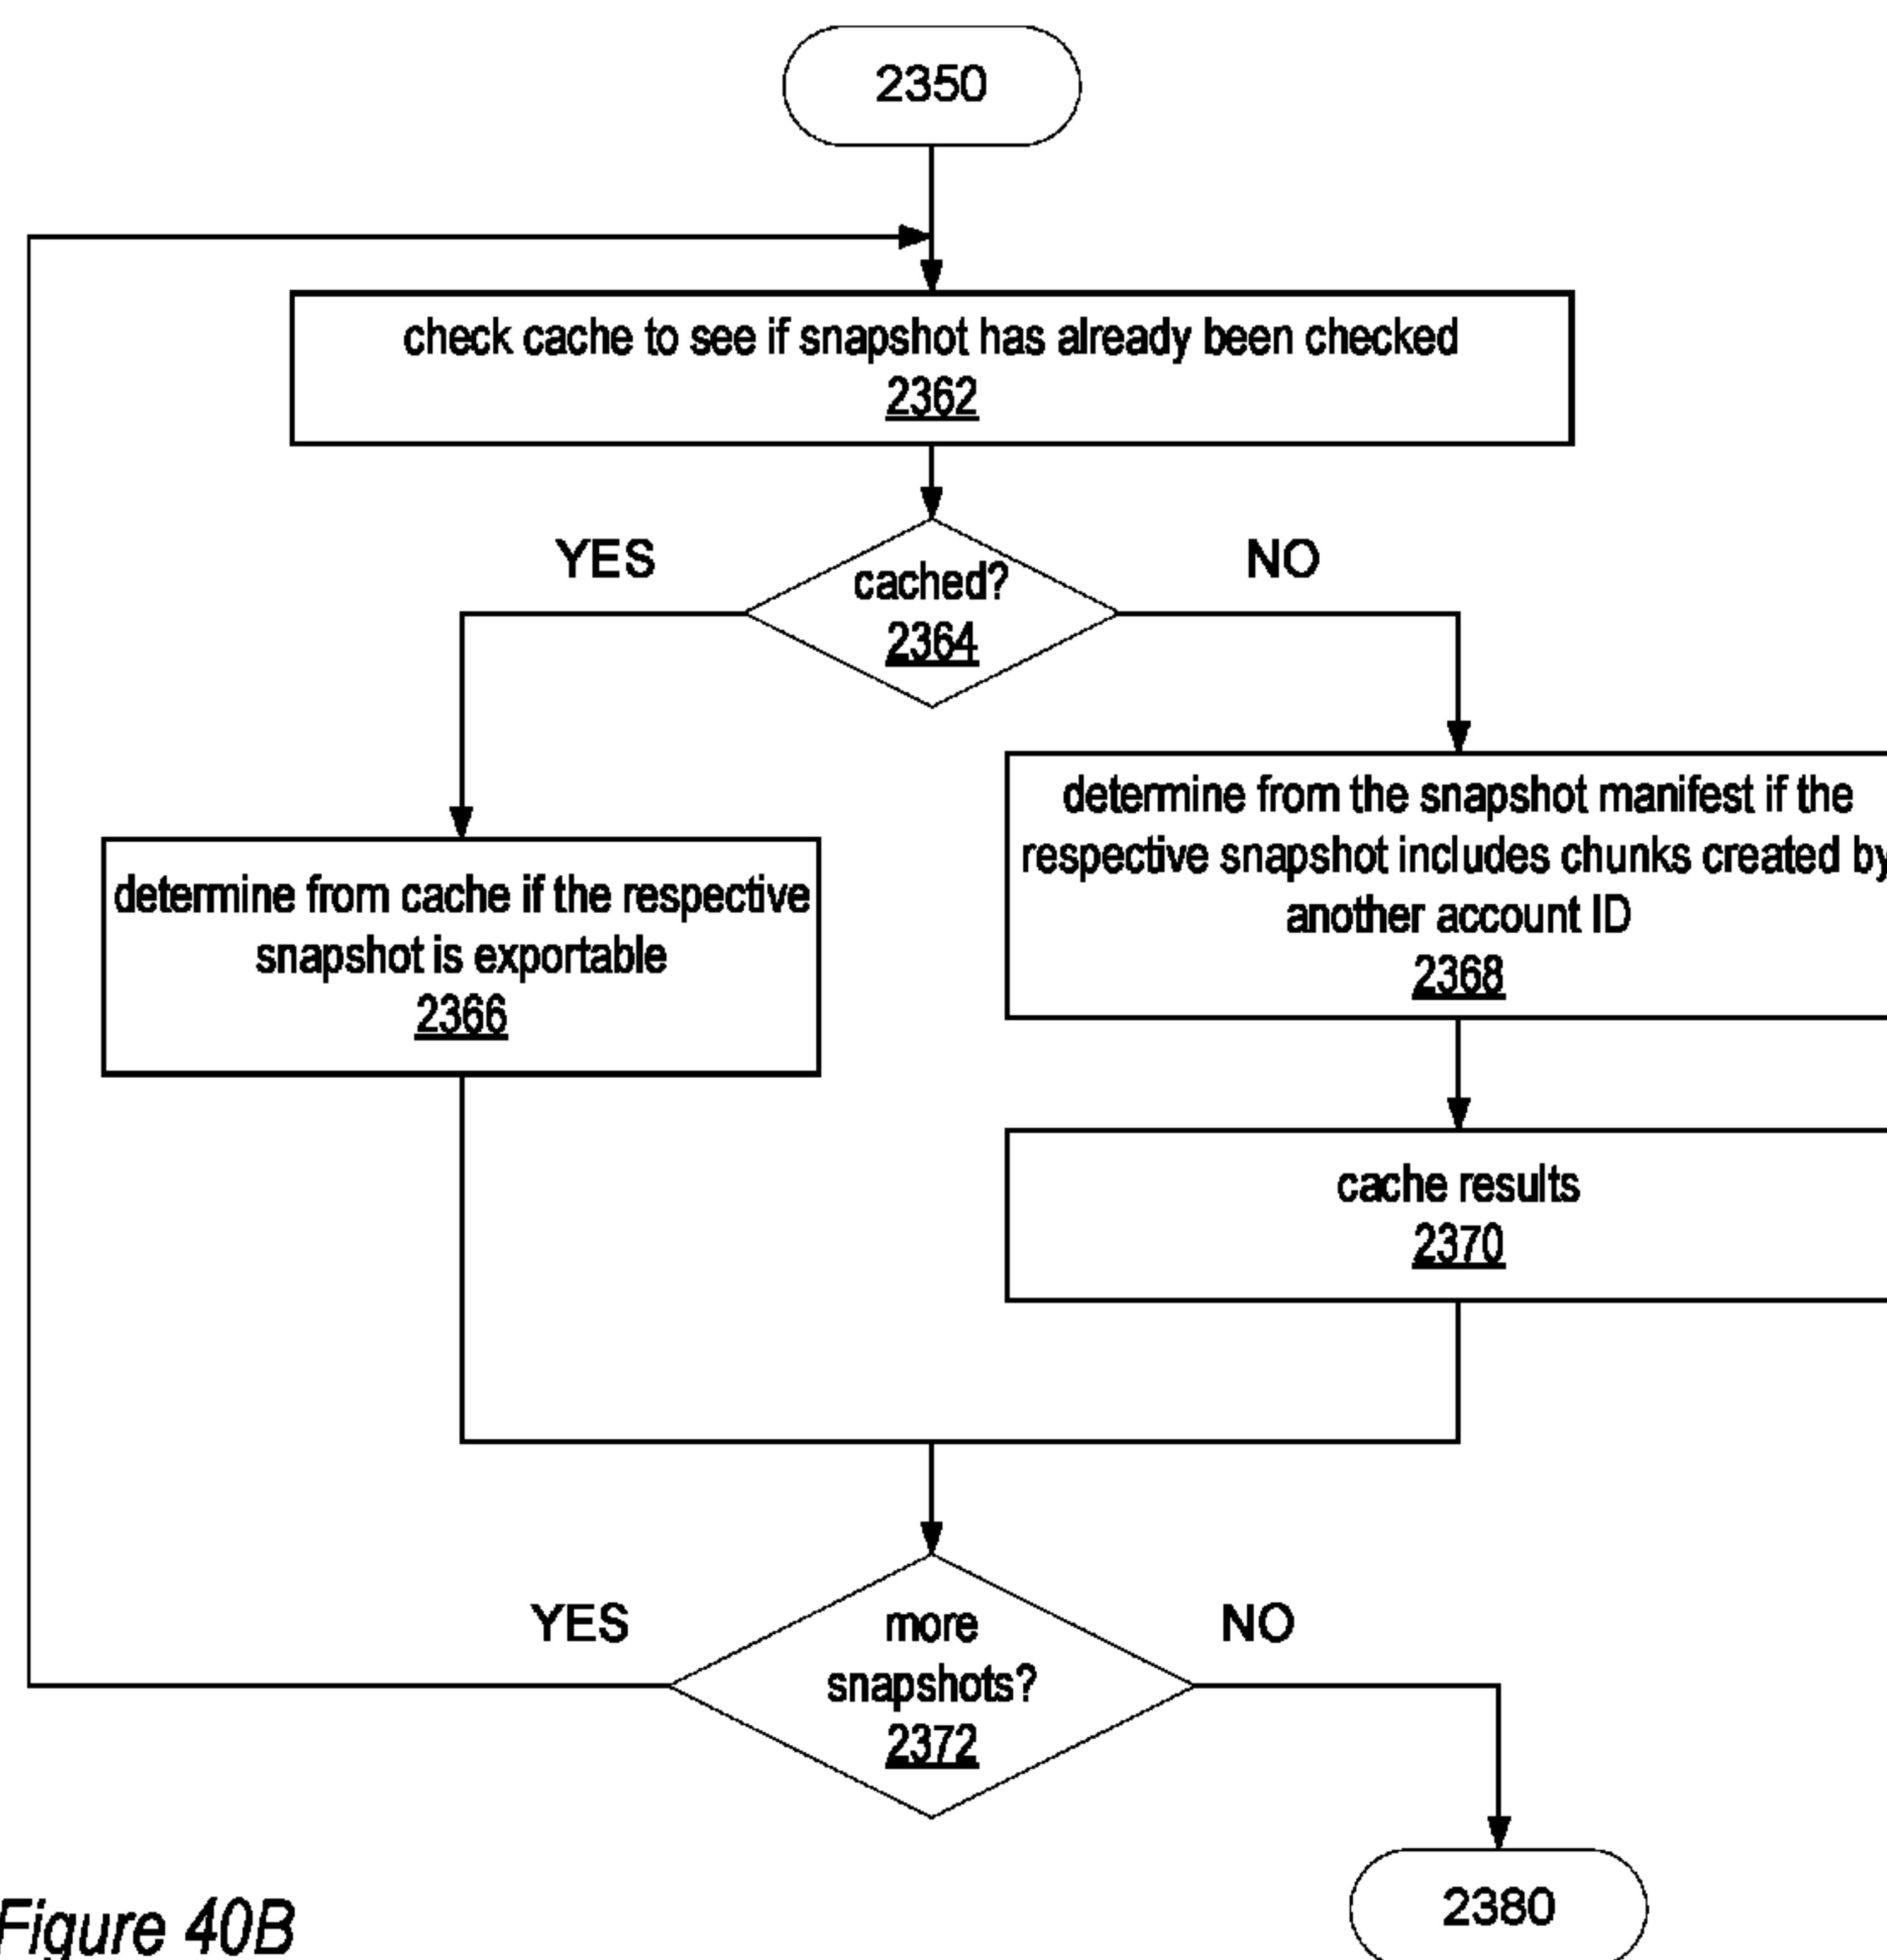 2350
check cache to see if snapshot has already been checked
2362
YES
NO
cached?
2364
determine from the snapshot manifest if the
respective snapshot includes chunks created by
another account ID
2368
determine from cache if the respective
snapshot is exportable
2366
cache results
2370
YES
NO
more
snapshots?
2372
2380
Figure 40B